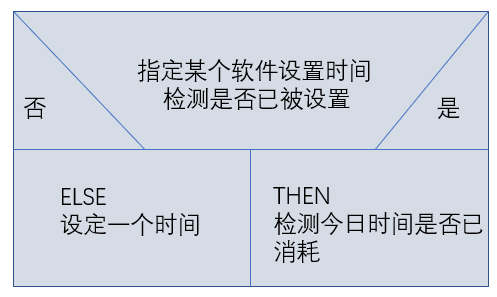 指定某个软件设置时间
检测是否已被设置
否
是
ELSE
设定一个时间
THEN
检测今日时间是否已
消耗